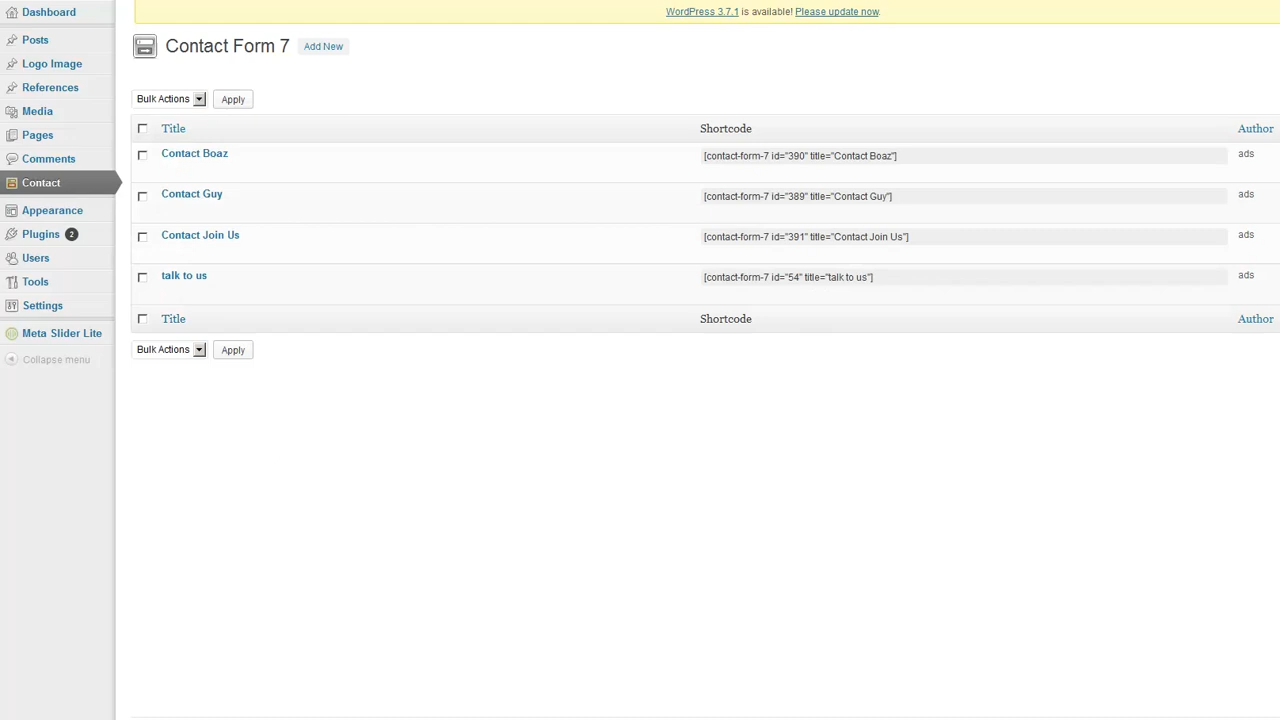 Dashboard
WordPress 3.7.1 is available! Please update now.
Posts
Contact Form 7 Add New
Logo Image
References
Media
Bulk Actions Apply
Pages
Title Shortcode Author
Comments
Contact Boaz [contact-form-7 id="390" title="Contact Boaz"] ads
Contact
Contact Guy [contact-form-7 id="389" title="Contact Guy"] ads
Appearance
Plugins 2
Contact Join Us [contact-form-7 id="391" title="Contact Join Us"] ads
Users
talk to us [contact-form-7 id="54" title="talk to us"] ads
Tools
Settings
Title Shortcode Author
Meta Slider Lite
Bulk Actions Apply
Collapse menu